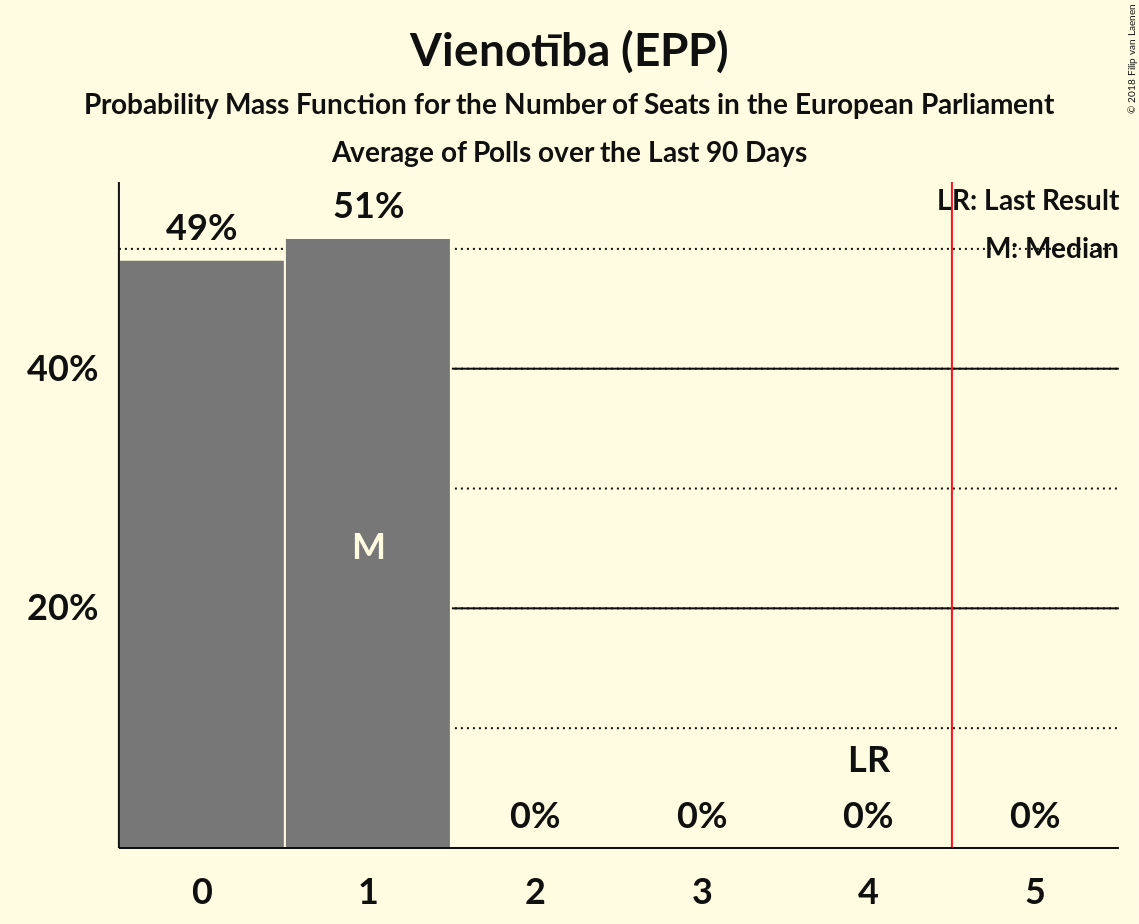 Vienotība (EPP)
Probability Mass Function for the Number of Seats in the European Parliament
Average of Polls over the Last 90 Days
© 2018 Filip van Laenen
LR: Last Result
M: Median
49%
51%
40%
20%
M
LR
0%
0%
0%
0%
0
1
2
3
4
5